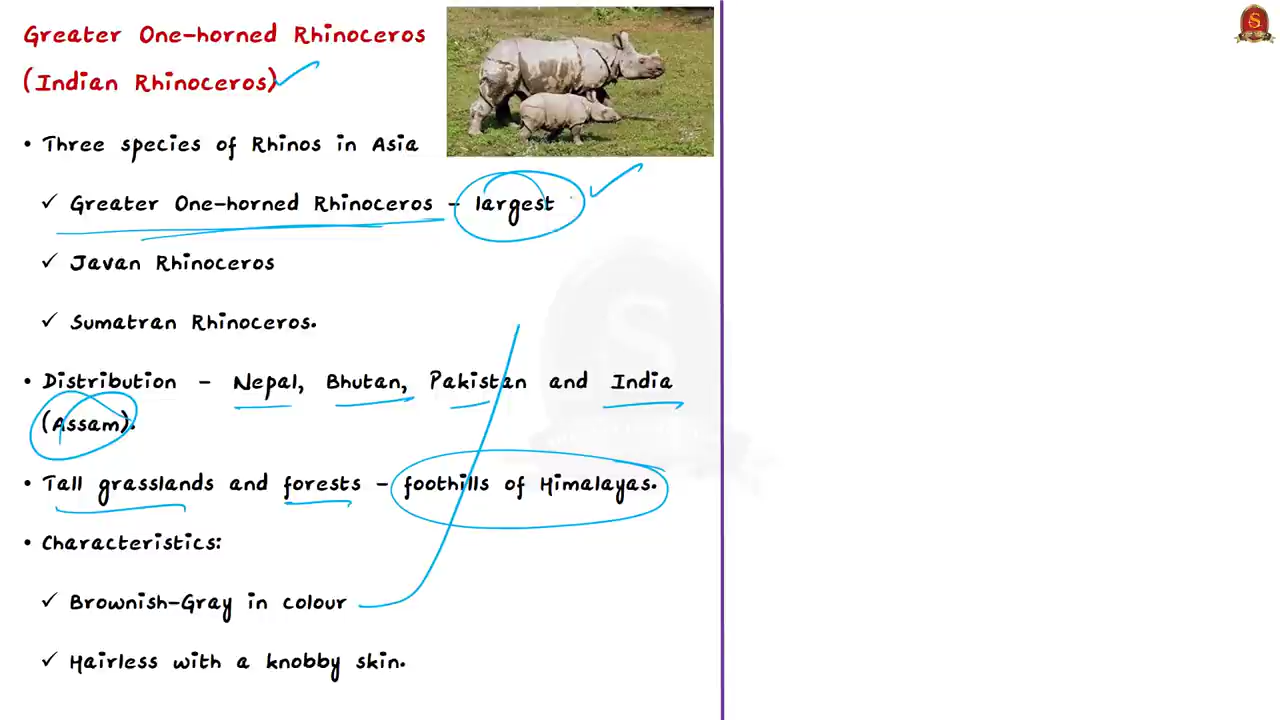 Greater One-horned Rhinoceros
(Indian Rhinoceros)
• Three species of Rhinos in Asia
✓ Greater One-horned Rhinoceros – largest
✓ Javan Rhinoceros
✓ Sumatran Rhinoceros.
• Distribution – Nepal, Bhutan, Pakistan and India
(Assam).
• Tall grasslands and forests – foothills of Himalayas.
• Characteristics:
✓ Brownish-Gray in colour
✓ Hairless with a knobby skin.